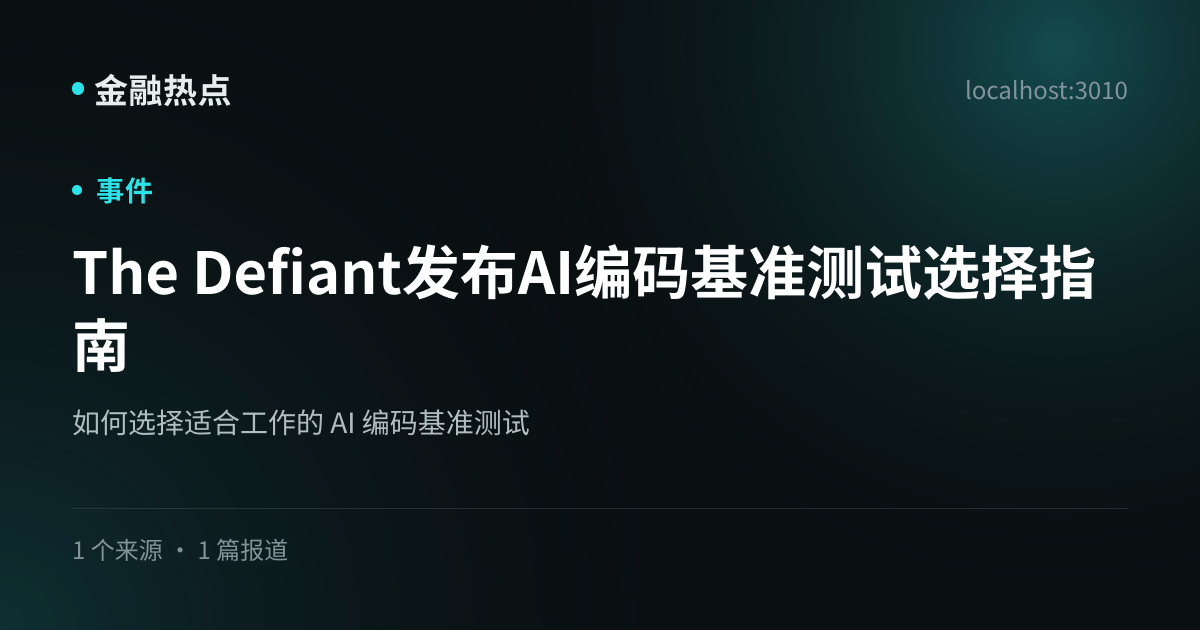 金融热点
localhost:3010
事件
The Defiant发布AI编码基准测试选择指
南
如何选择适合工作的 AI 编码基准测试
1 个来源 · 1 篇报道